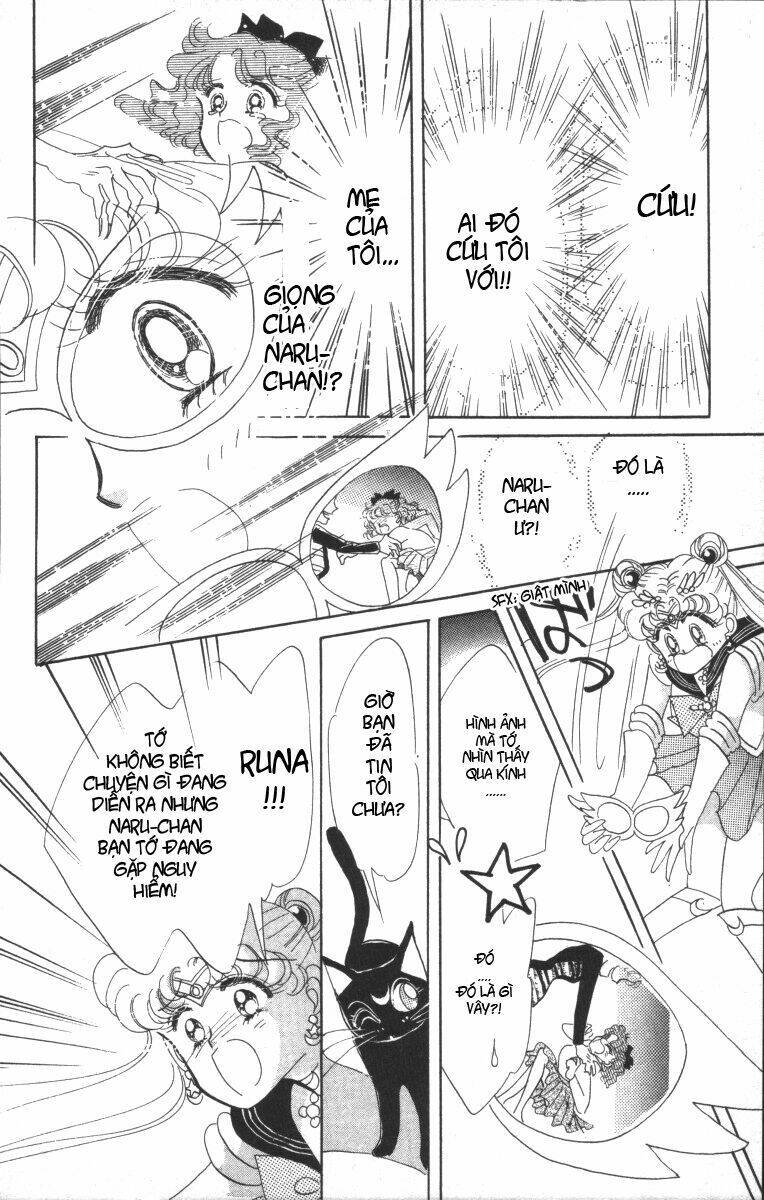 CỨU!
AI ĐÓ
CỨU TÔI
VỚI!!
MẸ
CỦA
TÔI...
GIỌNG
CỦA
NARU-
CHAN!?
ĐÓ LÀ
.....
NARU-
CHAN
Ư?!
SFX: GIẬT MÌNH
ばっ
HÌNH ẢNH
MÀ TỚ
NHÌN THẤY
QUA KÍNH
......
ĐÓ
....
ĐÓ LÀ GÌ
VẬY?!
GIỜ
BẠN
ĐÃ
TIN
TÔI
CHƯA?
RUNA
!!!
TỚ
KHÔNG BIẾT
CHUYỆN GÌ ĐANG
DIỄN RA NHƯNG
NARU-CHAN
BẠN TỚ ĐANG
GẶP NGUY
HIỂM!